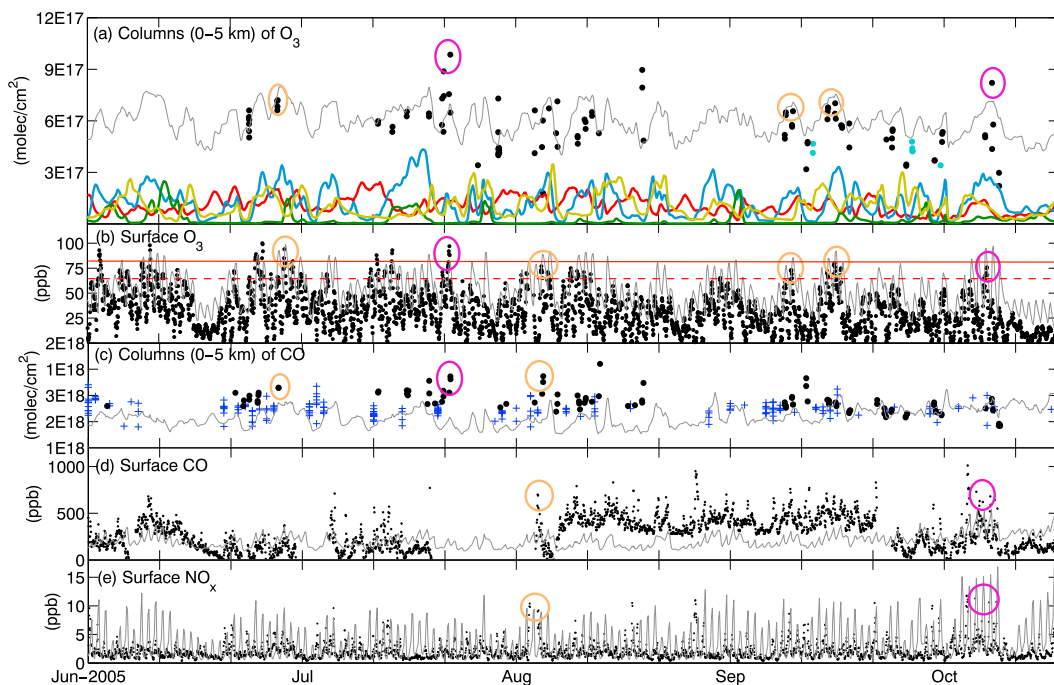 12E17
(a) Columns (0−5 km) of O3
9E17
6E17
3E17
(molec/cm2)
(b) Surface O3
100
75
50
25
(ppb)
2E18
(c) Columns (0−5 km) of CO
1E18
3E18
2E18
1E18
(molec/cm2)
(d) Surface CO
1000
500
0
(ppb)
(e) Surface NOx
15
10
5
0
(ppb)
Jun−2005 Jul Aug Sep Oct